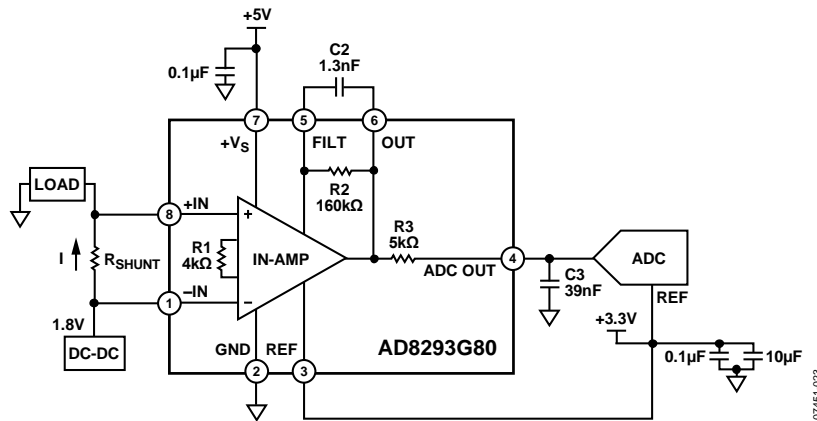 +5V
0.1µF
C2
1.3nF
7
5
6
+VS
FILT
OUT
R2
160kΩ
LOAD
8
+IN
+
R1
4kΩ
IN-AMP
R3
5kΩ
ADC OUT
4
ADC
I
RSHUNT
C3
39nF
REF
1
–IN
–
1.8V
+3.3V
DC-DC
GND
REF
AD8293G80
0.1µF
10µF
2
3
07451-023